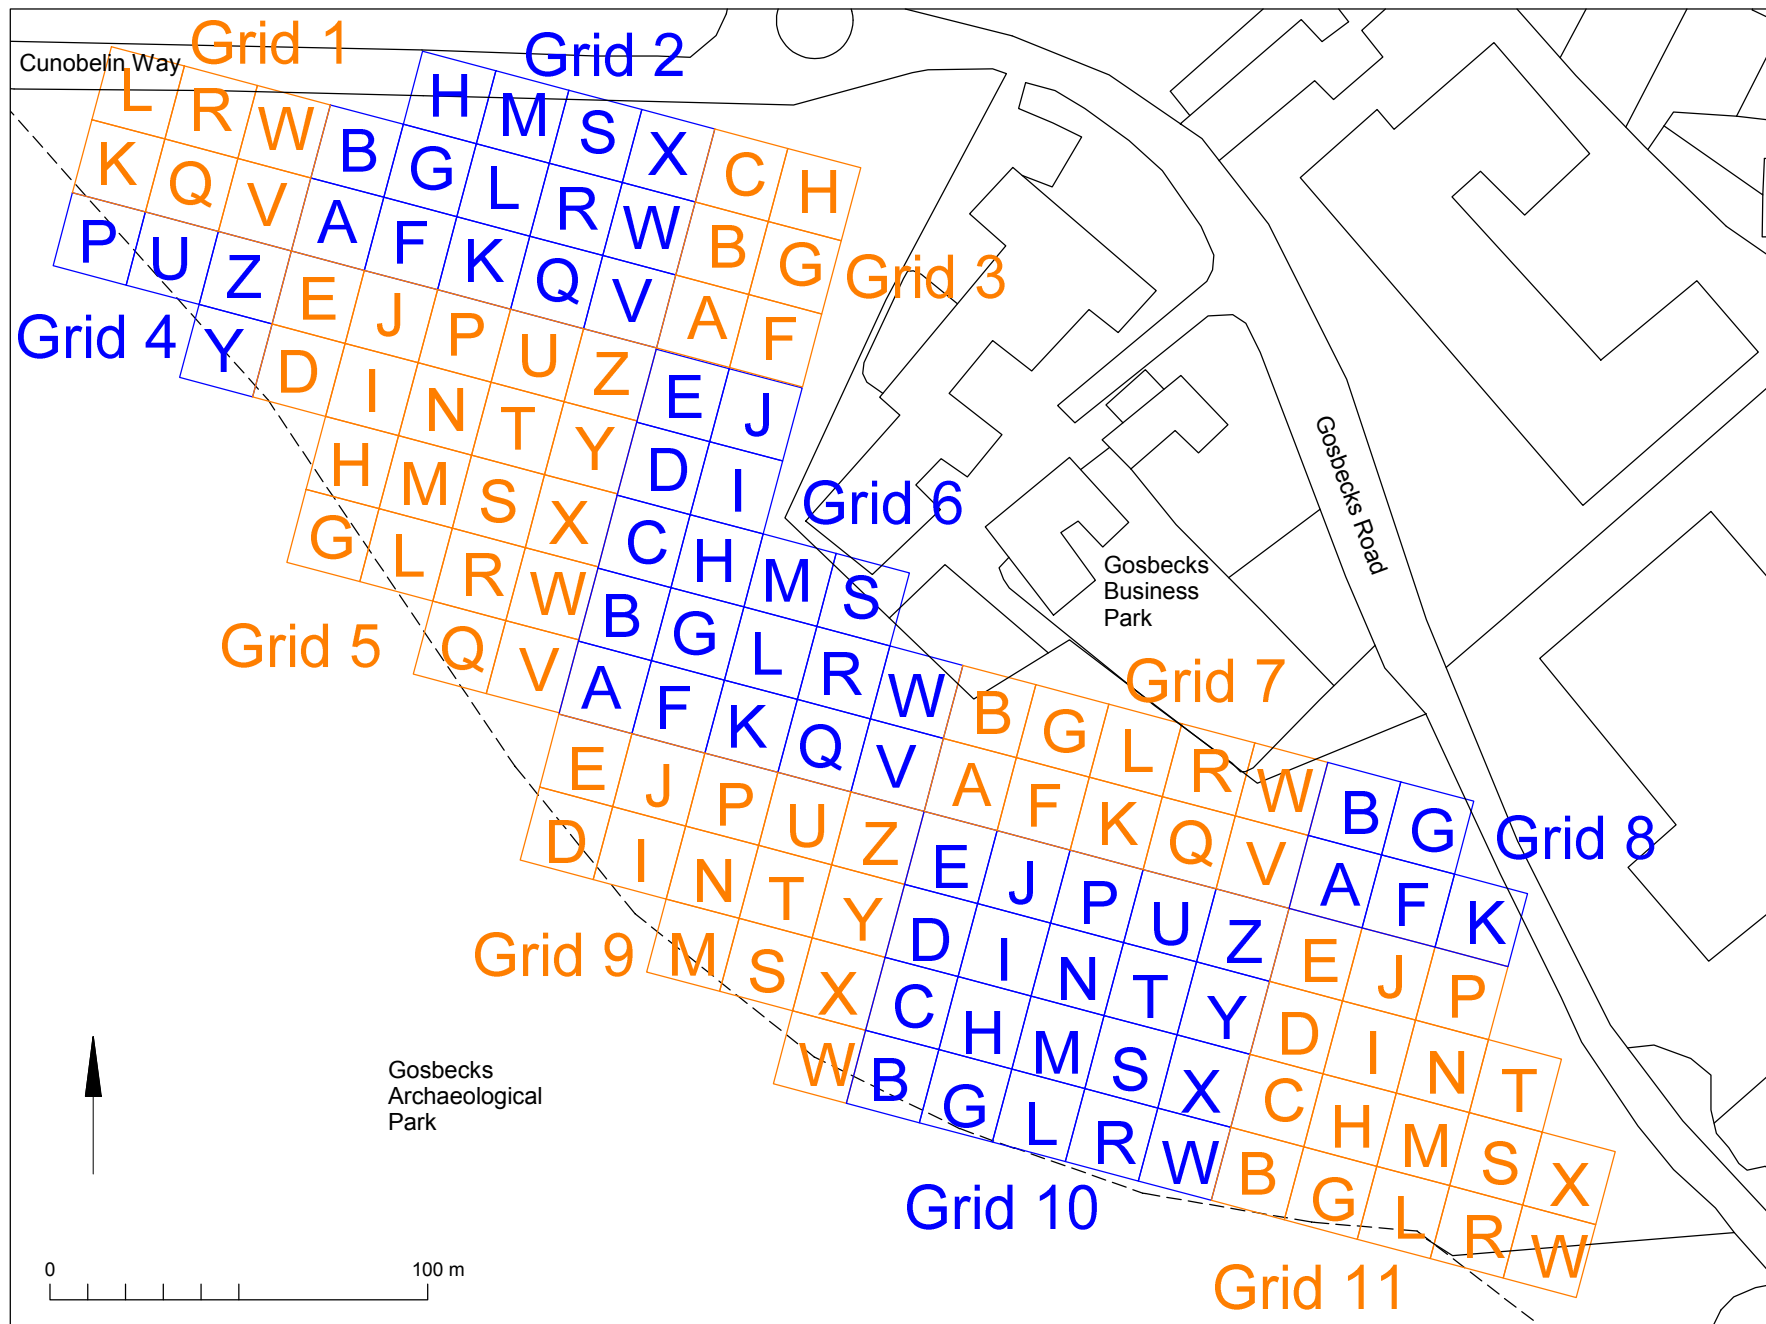 Grid 1
Grid 2
Cunobelin Way
L R W
H M S X C H
K Q V B G L R W B G
P U Z A F K Q V A F
Grid 3
Grid 4
Y
E J P U Z
D I N T Y
H M S X
G L R W
Q V
Grid 5
E J
D I
C H M S
B G L R W
A F K Q V
Grid 6
Gosbecks Road
Gosbecks
Business
Park
Grid 7
B G L R W
A F K Q V
B G
A F K
Grid 8
E J P U Z
D I N T Y
M S X
W
Grid 9
E J P U Z
D I N T Y
C H M S X
B G L R W
Grid 10
E J P
D I N T
C H M S X
B G L R W
Grid 11
Gosbecks
Archaeological
Park
0 100 m